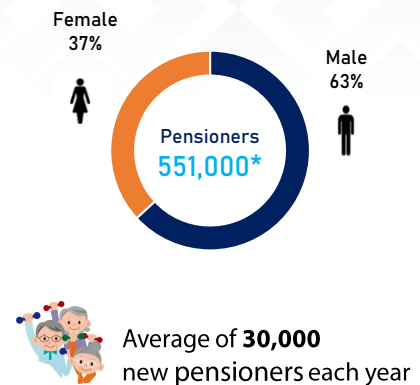 Female
37%
Male
63%
Pensioners
551,000*
Average of 30,000
new pensioners each year